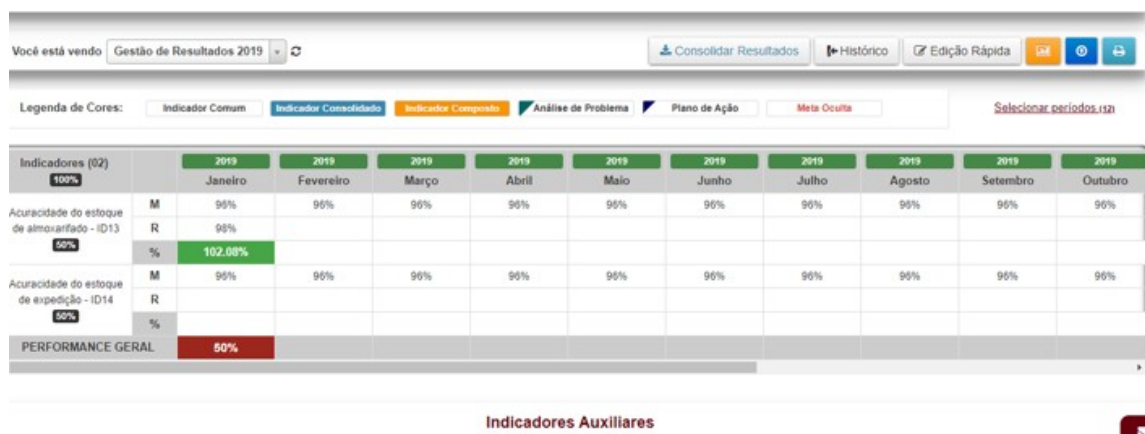 Você está vendo Gestão de Resultados 2019 Consolidar Resultados Histórico Edição Rápida
Legenda de Cores: Indicador Comum Indicador Consolidado Indicador Composto Análise de Problema Plano de Ação Meta Oculta Selecionar períodos (12)
Indicadores (02) 2019 2019 2019 2019 2019 2019 2019 2019 2019 2019
100% Janeiro Fevereiro Março Abril Maio Junho Julho Agosto Setembro Outubro
Acuracidade do estoque M 96% 96% 96% 96% 96% 96% 96% 96% 96% 96%
de almoxarifado - ID13 R 98%
50% % 102.08%
Acuracidade do estoque M 96% 96% 96% 96% 96% 96% 96% 96% 96% 96%
de expedição - ID14 R
50% %
PERFORMANCE GERAL 50%
Indicadores Auxiliares